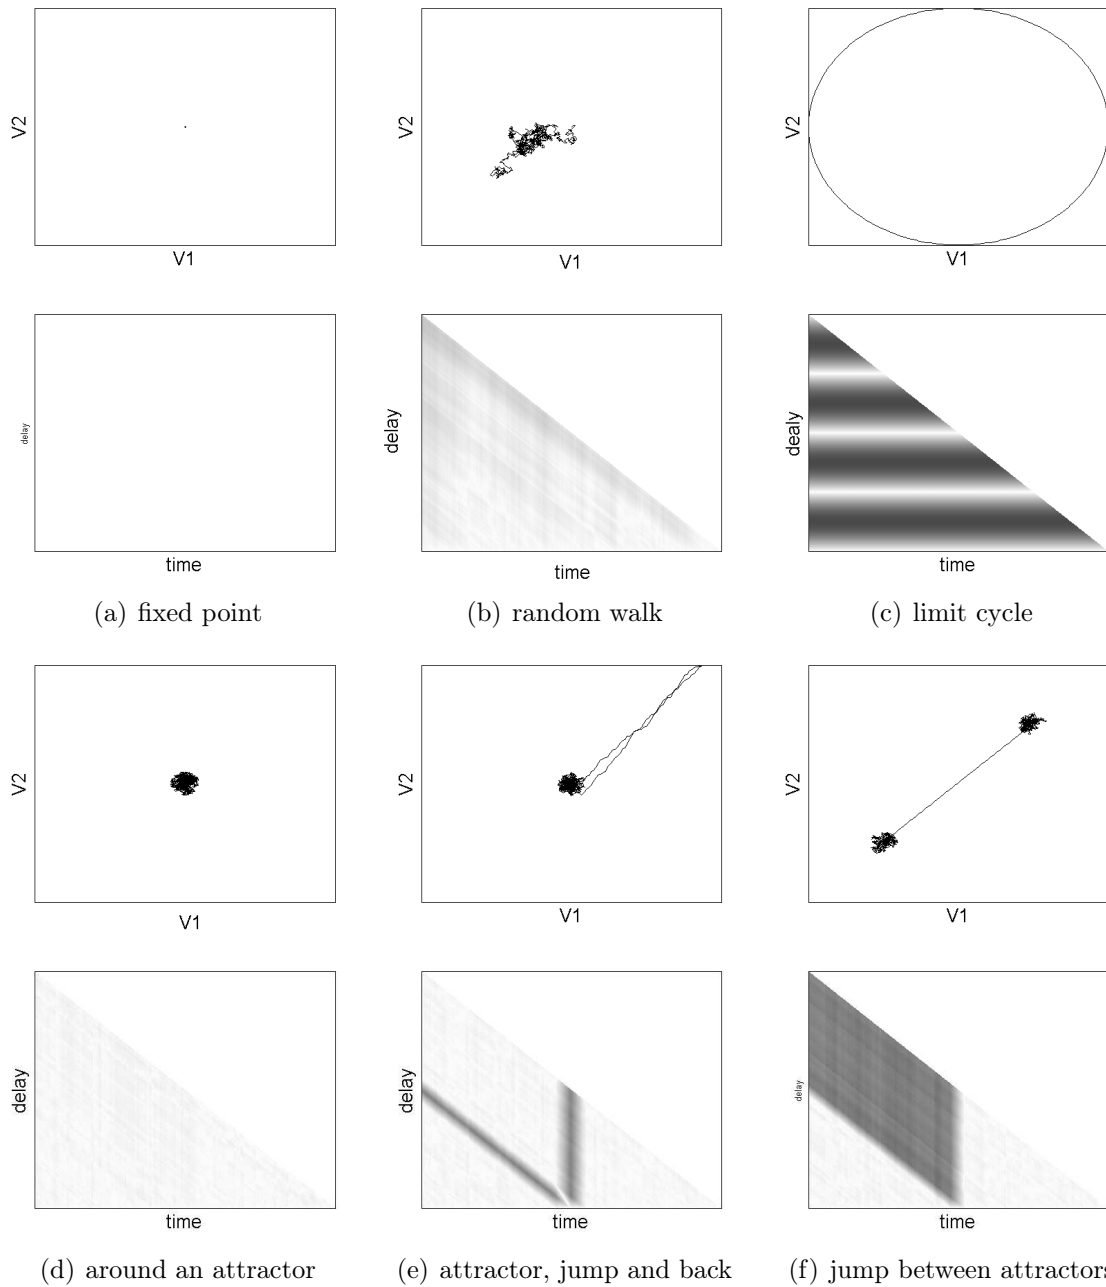 V2
V2
V2
V1
V1
V1
delay
delay
dealy
time
time
time
(a) fixed point
(b) random walk
(c) limit cycle
V2
V2
V2
V1
V1
V1
delay
delay
delay
time
time
time
(d) around an attractor
(e) attractor, jump and back
(f) jump between attractors